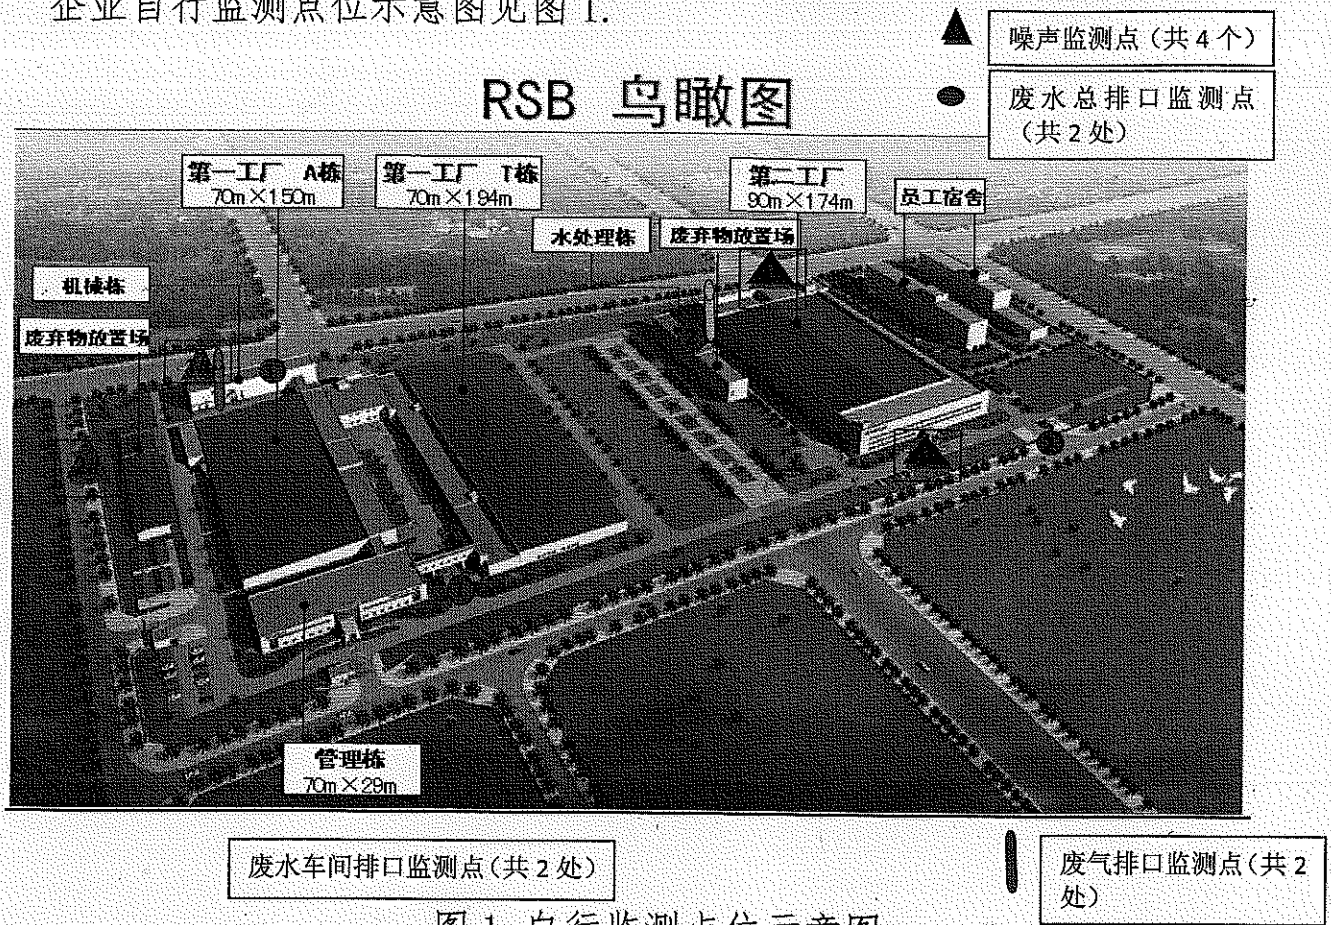 企业自行监测点位示意图见图 1.
噪声监测点（共 4 个）
RSB 鸟瞰图
废水总排口监测点
（共 2 处）
第一工厂 A栋
70m×150m
第一工厂 T栋
70m×194m
第二工厂
90m×174m
员工宿舍
水处理栋
废弃物放置场
机械栋
废弃物放置场
管理栋
70m×29m
废水车间排口监测点（共 2 处）
废气排口监测点（共 2
处）
图 1 自行监测点位示意图